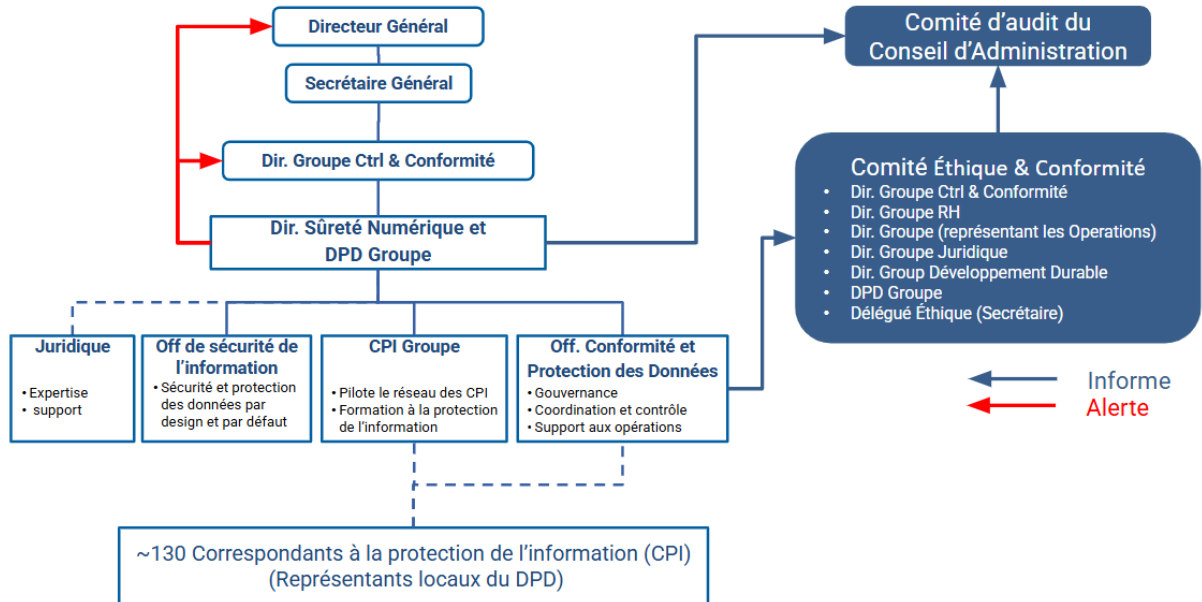 Directeur Général
Secrétaire Général
Dir. Groupe Ctrl & Conformité
Dir. Sûreté Numérique et
DPD Groupe
Comité d'audit du
Conseil d'Administration
Comité Éthique & Conformité
• Dir. Groupe Ctrl & Conformité
• Dir. Groupe RH
• Dir. Groupe (représentant les Operations)
• Dir. Groupe Juridique
• Dir. Group Développement Durable
• DPD Groupe
• Délégué Éthique (Secrétaire)
Juridique
• Expertise
• support
Off de sécurité de
l'information
• Sécurité et protection
des données par
design et par défaut
CPI Groupe
• Pilote le réseau des CPI
• Formation à la protection
de l'information
Off. Conformité et
Protection des Données
• Gouvernance
• Coordination et contrôle
• Support aux opérations
Informe
Alerte
~130 Correspondants à la protection de l'information (CPI)
(Représentants locaux du DPD)